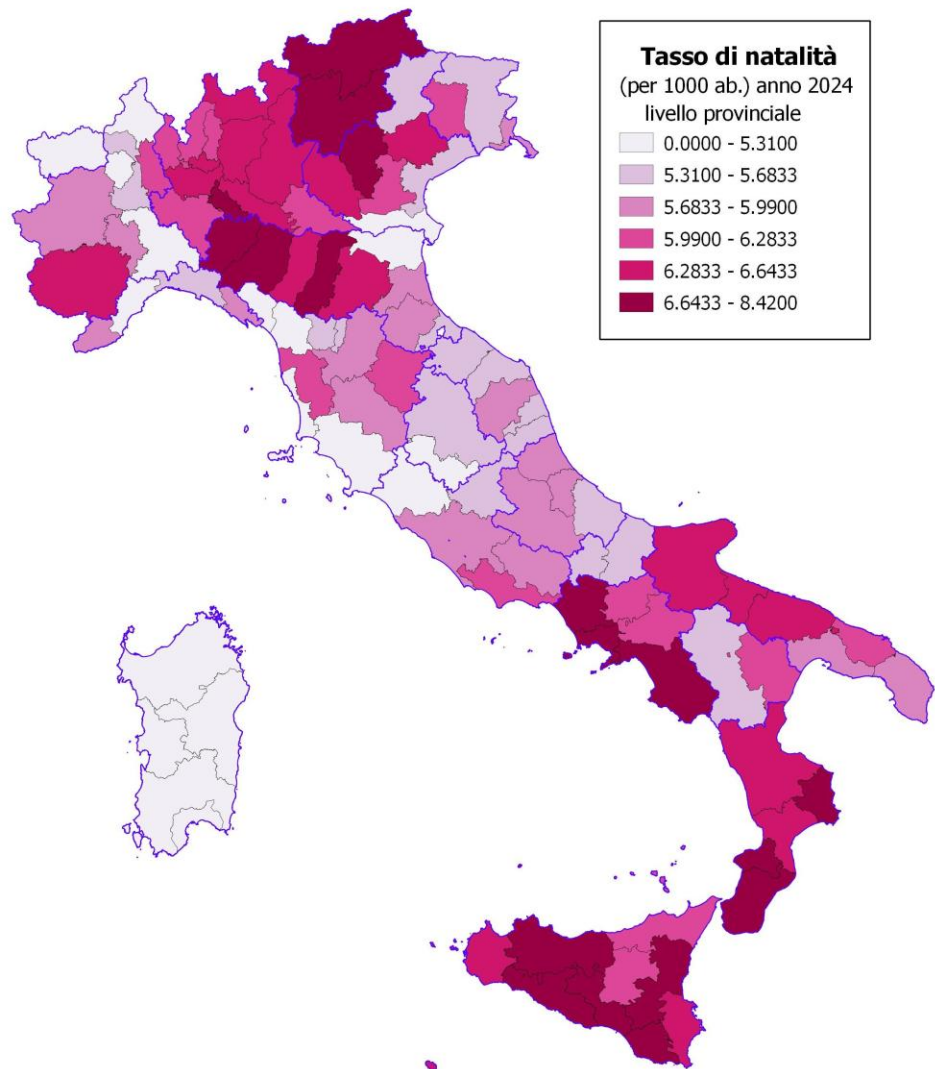 Tasso di natalità
(per 1000 ab.) anno 2024
livello provinciale
0.0000 - 5.3100
5.3100 - 5.6833
5.6833 - 5.9900
5.9900 - 6.2833
6.2833 - 6.6433
6.6433 - 8.4200